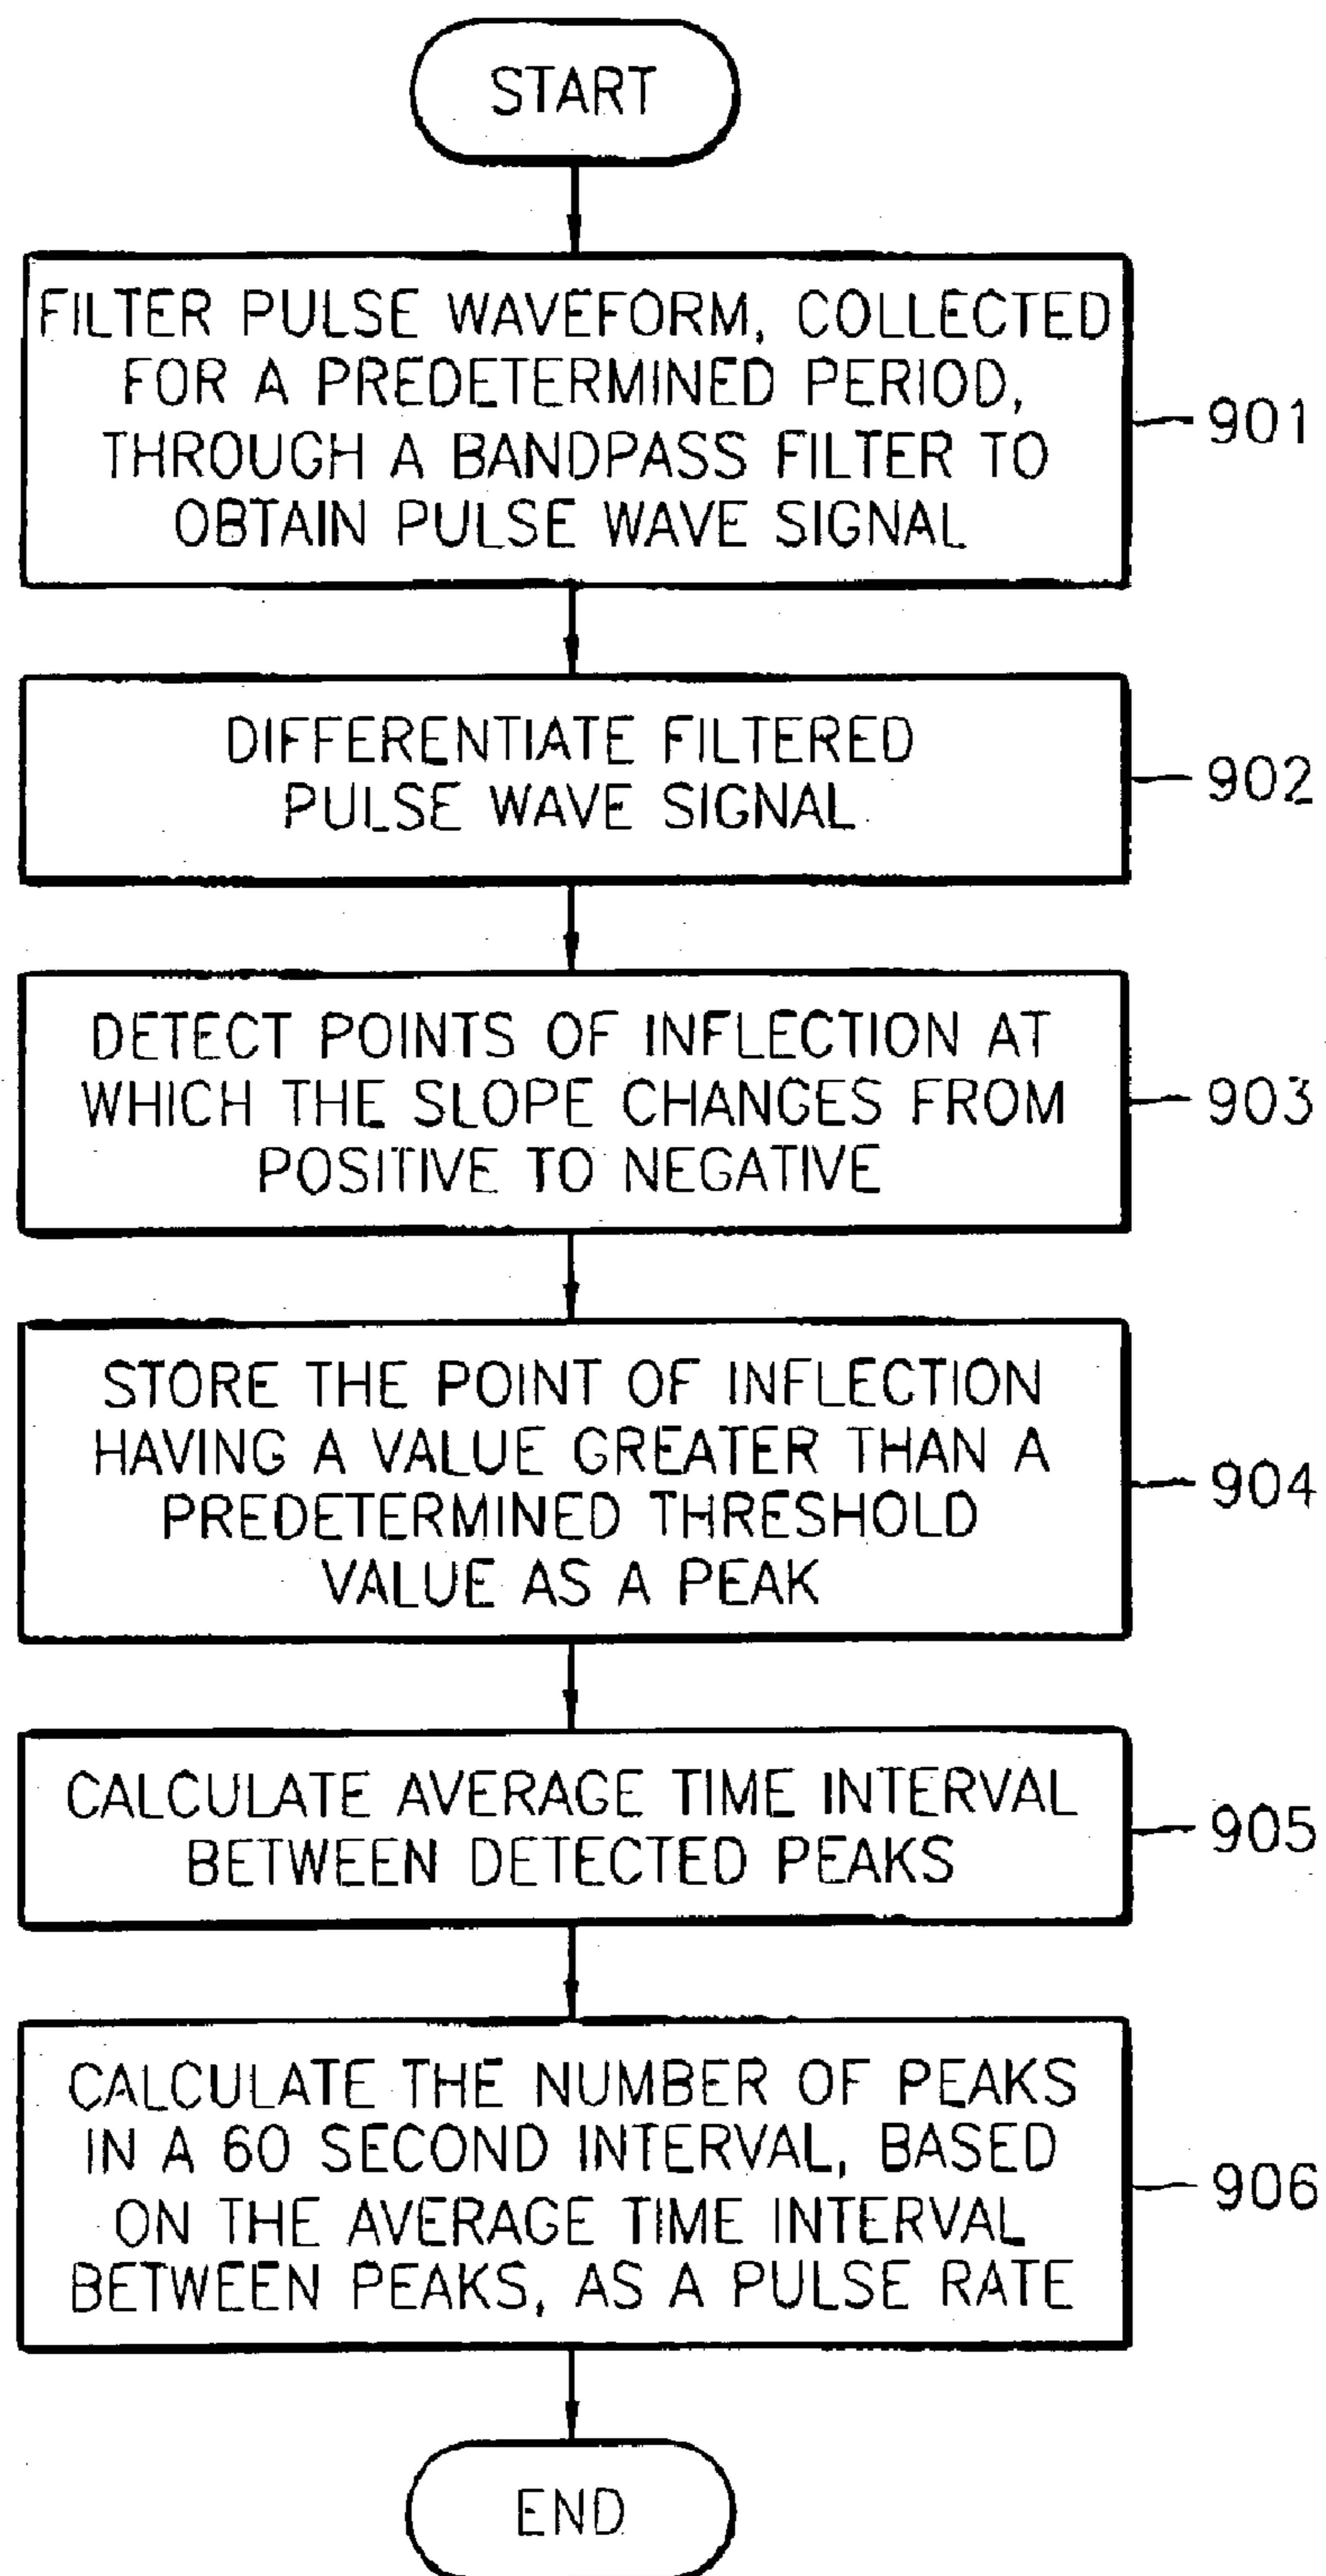 START
FILTER PULSE WAVEFORM, COLLECTED
FOR A PREDETERMINED PERIOD,
THROUGH A BANDPASS FILTER TO
OBTAIN PULSE WAVE SIGNAL
901
DIFFERENTIATE FILTERED
PULSE WAVE SIGNAL
902
DETECT POINTS OF INFLECTION AT
WHICH THE SLOPE CHANGES FROM
POSITIVE TO NEGATIVE
903
STORE THE POINT OF INFLECTION
HAVING A VALUE GREATER THAN A
PREDETERMINED THRESHOLD
VALUE AS A PEAK
904
CALCULATE AVERAGE TIME INTERVAL
BETWEEN DETECTED PEAKS
905
CALCULATE THE NUMBER OF PEAKS
IN A 60 SECOND INTERVAL, BASED
ON THE AVERAGE TIME INTERVAL
BETWEEN PEAKS, AS A PULSE RATE
906
END